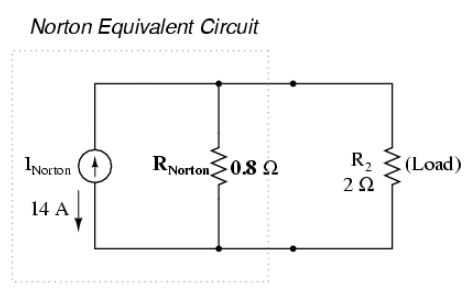 Norton Equivalent Circuit
INorton
14 A
RNorton
0.8 Ω
R2
2 Ω
(Load)